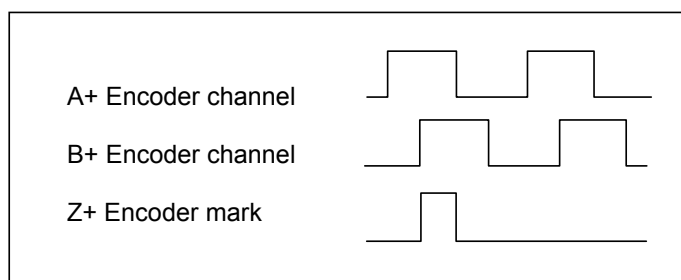 A+ Encoder channel
B+ Encoder channel
Z+ Encoder mark